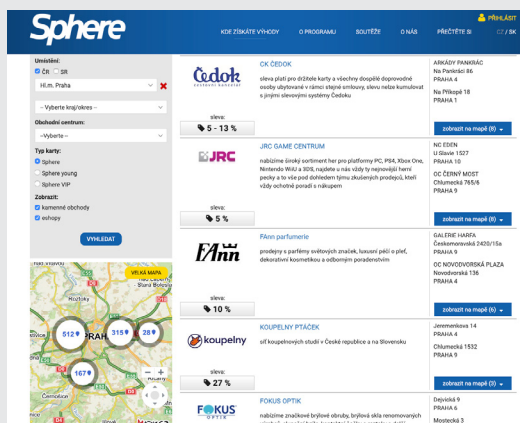 Sphere
PŘIHLÁSIT
KDE ZÍSKÁTE VÝHODY
O PROGRAMU
SOUTĚŽE
O NÁS
PŘEČTĚTE SI
CZ / SK
Umístění:
ČR
SR
Hl.m. Praha
-- Vyberte kraj/okres --
Obchodní centrum:
--Vyberte--
Typ karty:
Sphere
Sphere young
Sphere VIP
Zobrazit:
kamenné obchody
eshopy
VYHLEDAT
VELKÁ MAPA
Roztoky
Stará Boleslav
512
PRAH
315
28
167
Černošice
Čedok
cestovní kancelář
sleva:
5 - 13 %
CK ČEDOK
sleva platí pro držitele karty a všechny dospělé doprovodné
osoby ubytované v rámci stejné smlouvy, slevu nelze kumulovat
s jinými slevovými systémy Čedoku
ARKÁDY PANKRÁC
Na Pankráci 86
PRAHA 4
Na Příkopě 18
PRAHA 1
zobrazit na mapě (8)
JRC
sleva:
5 %
JRC GAME CENTRUM
nabízíme široký sortiment her pro platformy PC, PS4, Xbox One,
Nintendo WiiU a 3DS, najdete u nás vždy ty nejnovější herní
pecky a to vše pod dohledem týmu zkušených prodejců, kteří
vždy ochotně poradí s nákupem
NC EDEN
U Slavie 1527
PRAHA 10
OC ČERNÝ MOST
Chlumecká 765/6
PRAHA 9
zobrazit na mapě (8)
FAnn
sleva:
10 %
FAnn parfumerie
prodejny s parfémy světových značek, luxusní péčí o pleť,
dekorativní kosmetikou a odborným poradenstvím
GALERIE HARFA
Českomoravská 2420/15a
PRAHA 9
OC NOVODVORSKÁ PLAZA
Novodvorská 136
PRAHA 4
zobrazit na mapě (6)
koupelny
sleva:
27 %
KOUPELNY PTÁČEK
síť koupelnových studií v České republice a na Slovensku
Jeremenkova 14
PRAHA 4
Chlumecká 1532
PRAHA 9
zobrazit na mapě (3)
FOKUS
OPTIK
FOKUS OPTIK
nabízíme značkové brýlové obruby, brýlová skla renomovaných
Dejvická 9
PRAHA 6
Mostecká 3